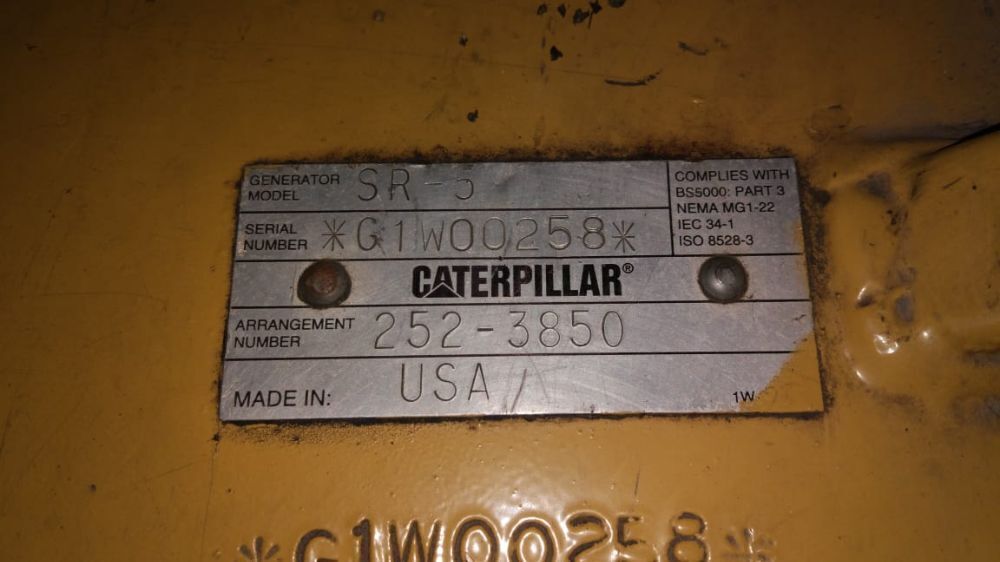 GENERATOR MODEL SR-5
SERIAL NUMBER *G1W00258*
COMPLIES WITH
BS5000: PART 3
NEMA MG1-22
IEC 34-1
ISO 8528-3
CATERPILLAR®
ARRANGEMENT NUMBER 252-3850
MADE IN: USA
1W
*G1W00258*